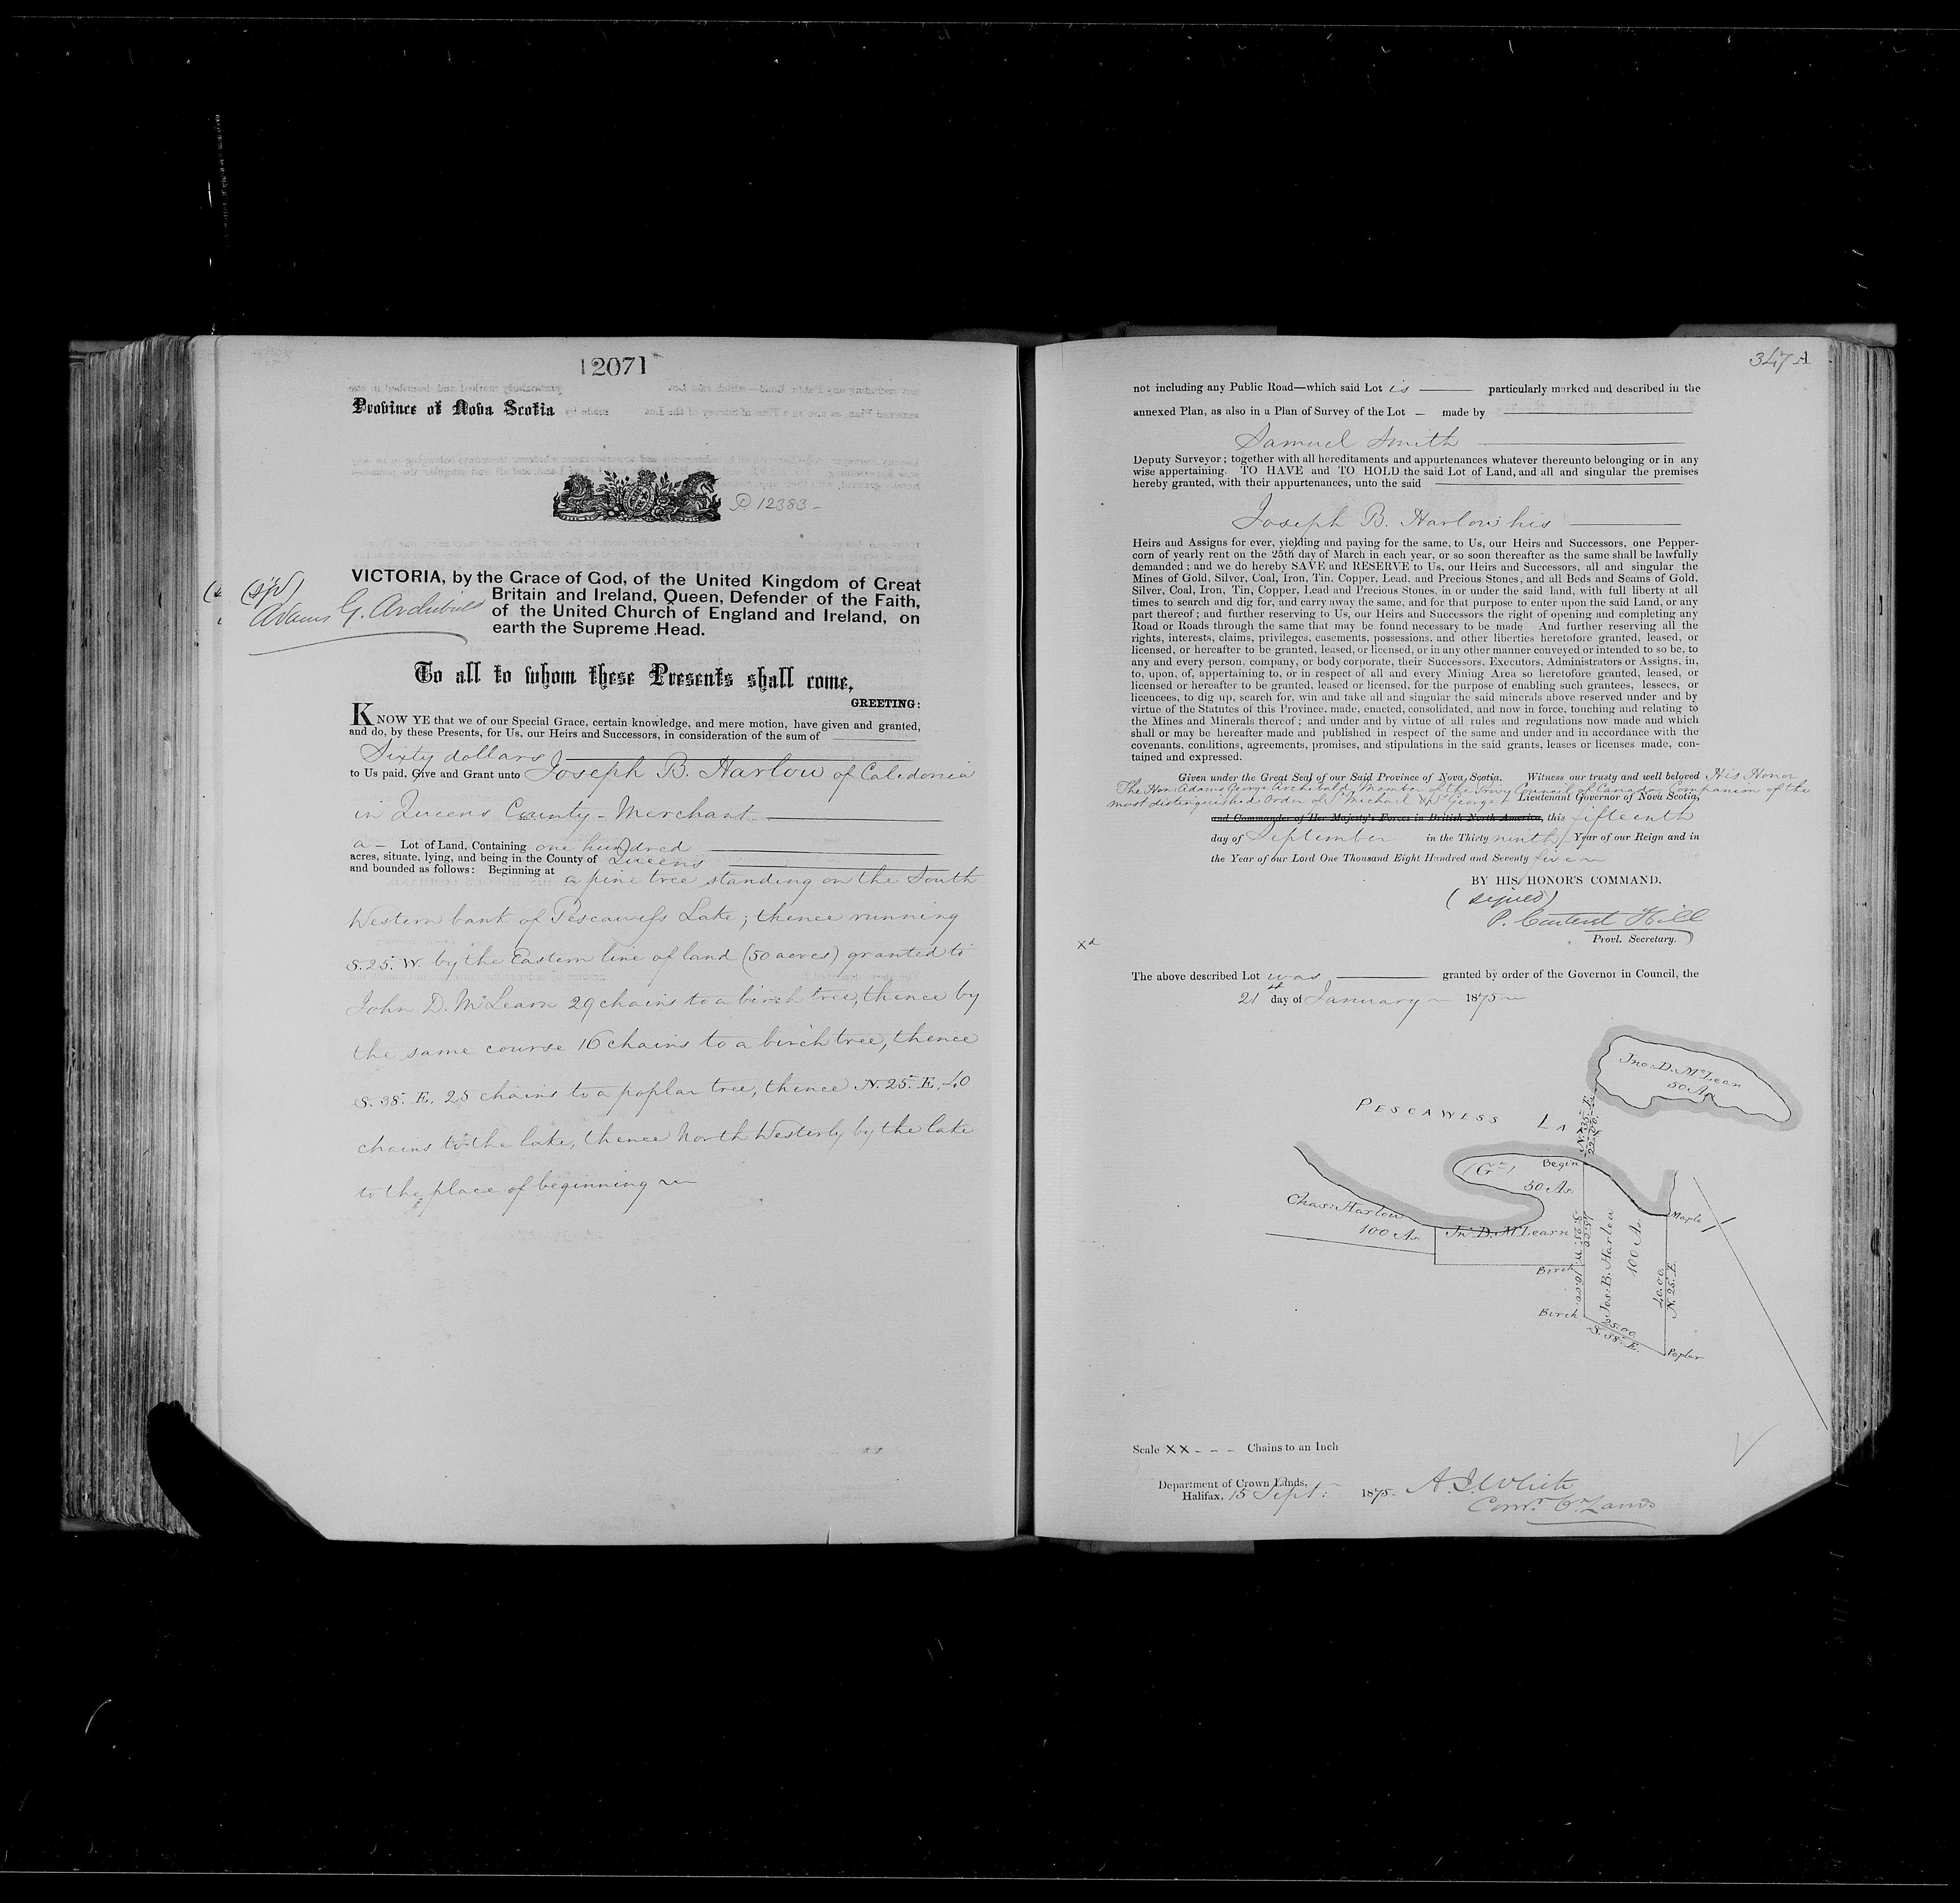 12071
Province of Nova Scotia
P 12383
(sgd)
Adams G. Archibald
VICTORIA, by the Grace of God, of the United Kingdom of Great
Britain and Ireland, Queen, Defender of the Faith,
of the United Church of England and Ireland, on
earth the Supreme Head.
To all to whom these Presents shall come,
GREETING:
KNOW YE that we of our Special Grace, certain knowledge, and mere motion, have given and granted,
and do, by these Presents, for Us, our Heirs and Successors, in consideration of the sum of
Sixty dollars
to Us paid, Give and Grant unto Joseph B. Harlow of Caledonia
in Queens County - Merchant
a - Lot of Land, Containing one hundred
acres, situate, lying, and being in the County of Queens
and bounded as follows: Beginning at a pine tree standing on the South
Western bank of Pescawess Lake; thence running
S. 25°. W. by the Eastern line of land (50 acres) granted to
John D. McLearn 29 chains to a birch tree, thence by
the same course 16 chains to a birch tree, thence
S. 38°. E. 25 chains to a poplar tree, thence N. 25°. E. 40
chains to the lake, thence North Westerly by the lake
to the place of beginning
347 A
not including any Public Road—which said Lot is particularly marked and described in the
annexed Plan, as also in a Plan of Survey of the Lot - made by
Samuel Smith
Deputy Surveyor; together with all hereditaments and appurtenances whatever thereunto belonging or in any
wise appertaining. TO HAVE and TO HOLD the said Lot of Land, and all and singular the premises
hereby granted, with their appurtenances, unto the said
Joseph B. Harlow his
Heirs and Assigns for ever, yielding and paying for the same, to Us, our Heirs and Successors, one Pepper-
corn of yearly rent on the 25th day of March in each year, or so soon thereafter as the same shall be lawfully
demanded; and we do hereby SAVE and RESERVE to Us, our Heirs and Successors, all and singular the
Mines of Gold, Silver, Coal, Iron, Tin, Copper, Lead, and Precious Stones, and all Beds and Seams of Gold,
Silver, Coal, Iron, Tin, Copper, Lead and Precious Stones, in or under the said land, with full liberty at all
times to search and dig for, and carry away the same, and for that purpose to enter upon the said Land, or any
part thereof; and further reserving to Us, our Heirs and Successors the right of opening and completing any
Road or Roads through the same that may be found necessary to be made And further reserving all the
rights, interests, claims, privileges, easements, possessions, and other liberties heretofore granted, leased, or
licensed, or hereafter to be granted, leased, or licensed, or in any other manner conveyed or intended to so be, to
any and every person, company, or body corporate, their Successors, Executors, Administrators or Assigns, in,
to, upon, of, appertaining to, or in respect of all and every Mining Area so heretofore granted, leased, or
licensed or hereafter to be granted, leased or licensed, for the purpose of enabling such grantees, lessees, or
licencees, to dig up, search for, win and take all and singular the said minerals above reserved under and by
virtue of the Statutes of this Province, made, enacted, consolidated, and now in force, touching and relating to
the Mines and Minerals thereof; and under and by virtue of all rules and regulations now made and which
shall or may be hereafter made and published in respect of the same and under and in accordance with the
covenants, conditions, agreements, promises, and stipulations in the said grants, leases or licenses made, con-
tained and expressed.
Given under the Great Seal of our Said Province of Nova Scotia. Witness our trusty and well beloved His Honor
The Hon. Adams George Archibald, Member of the Privy Council of Canada, Companion of the
most distinguished Order of St. Michael & St. George, Lieutenant Governor of Nova Scotia,
and Commander of Her Majesty's Forces in British North America, this fifteenth
day of September in the Thirty ninth Year of our Reign and in
the Year of our Lord One Thousand Eight Hundred and Seventy five
BY HIS HONOR'S COMMAND.
(signed)
P. Carteret Hill
Provl. Secretary.
Xd
The above described Lot was granted by order of the Governor in Council, the
21st day of January 1875
Jno. D. McLean
50 As
PESCAWESS LA
N. 35°. E.
22.00
(Gr)
Begin
50 As.
Chas: Harlow
100 As.
Jn. D. McLearn
Maple
Birch
S. 25°. W. 16.00
Jos. B. Harlow
100 As.
40.00
N. 25°. E.
Birch
25.00
S. 38°. E.
Poplar
Scale XX - - - Chains to an Inch
Department of Crown Lands,
Halifax, 15 Sept: 1875 A. J. White
Comr. Cn. Lands